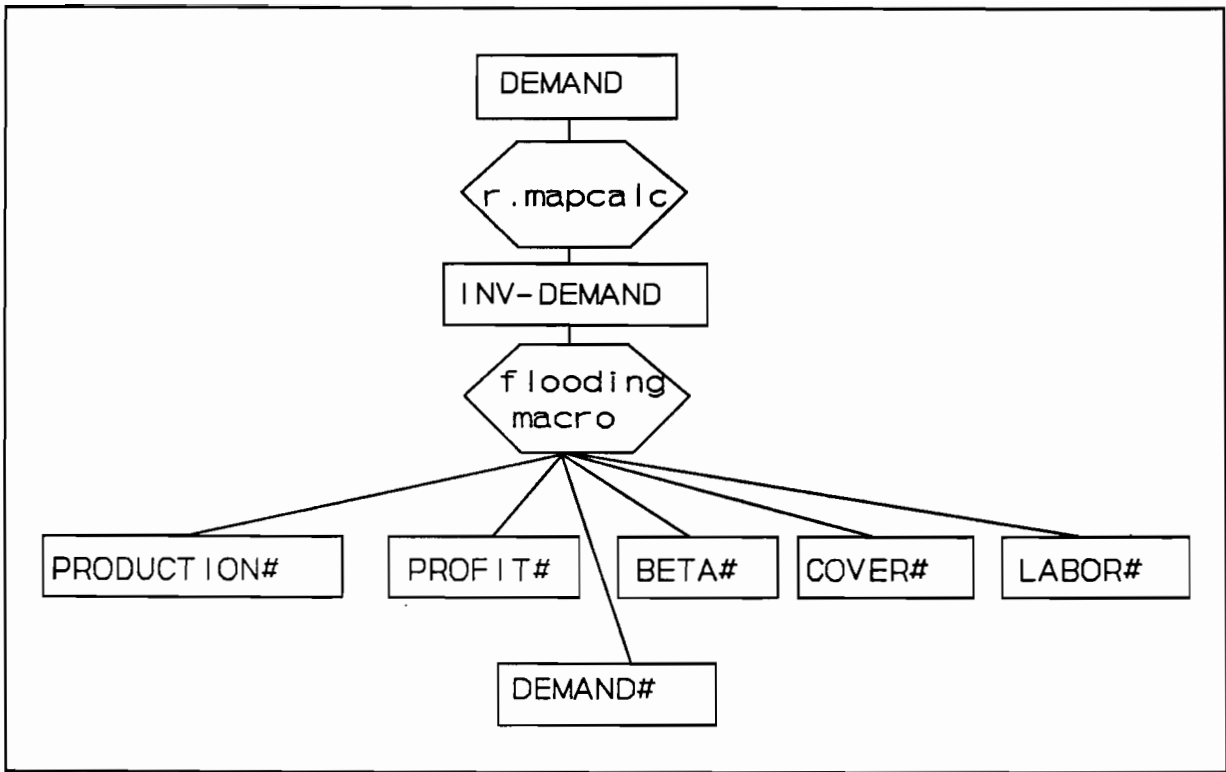 DEMAND
r.mapcalc
INV-DEMAND
flooding
macro
PRODUCTION#
PROFIT#
BETA#
COVER#
LABOR#
DEMAND#